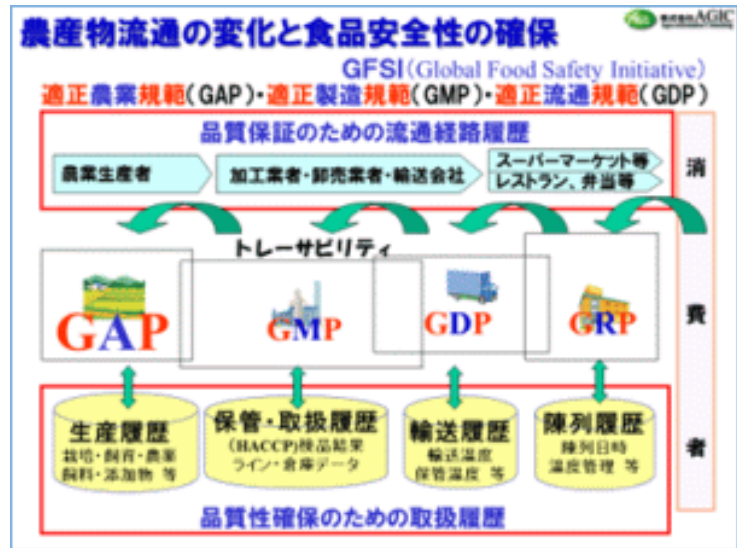 農産物流通の変化と食品安全性の確保
株式会社AGIC
GFSI(Global Food Safety Initiative)
適正農業規範(GAP)・適正製造規範(GMP)・適正流通規範(GDP)
品質保証のための流通経路履歴
農業生産者
加工業者・卸売業者・輸送会社
スーパーマーケット等
レストラン、弁当等
消費者
トレーサビリティ
GAP
GMP
GDP
GRP
生産履歴
栽培・飼育・農薬
飼料・添加物 等
保管・取扱履歴
(HACCP)検品結果
ライン・倉庫データ
輸送履歴
輸送温度
保管温度 等
陳列履歴
陳列日時
温度管理 等
品質性確保のための取扱履歴